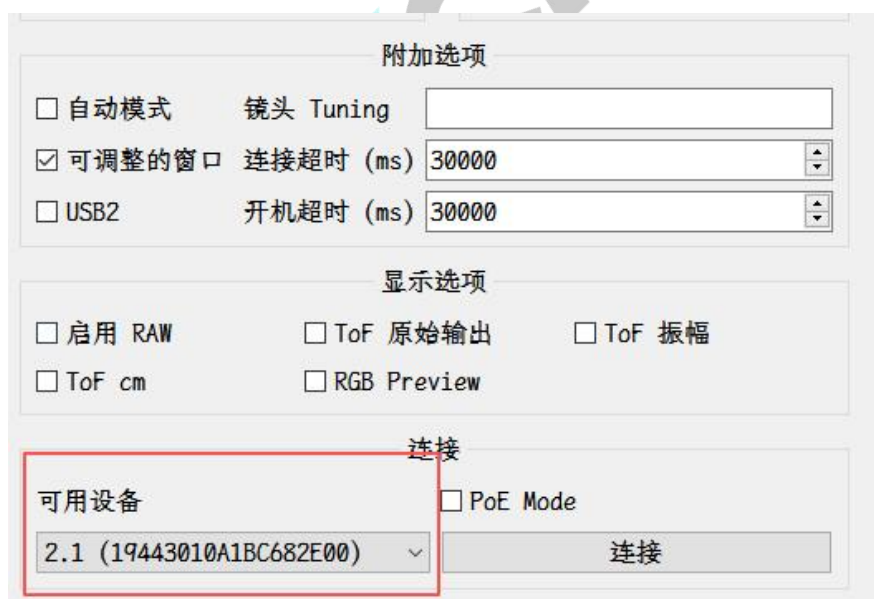 附加选项
自动模式 镜头 Tuning
可调整的窗口 连接超时 (ms) 30000
USB2 开机超时 (ms) 30000
显示选项
启用 RAW ToF 原始输出 ToF 振幅
ToF cm RGB Preview
连接
可用设备 PoE Mode
2.1 (19443010A1BC682E00) 连接